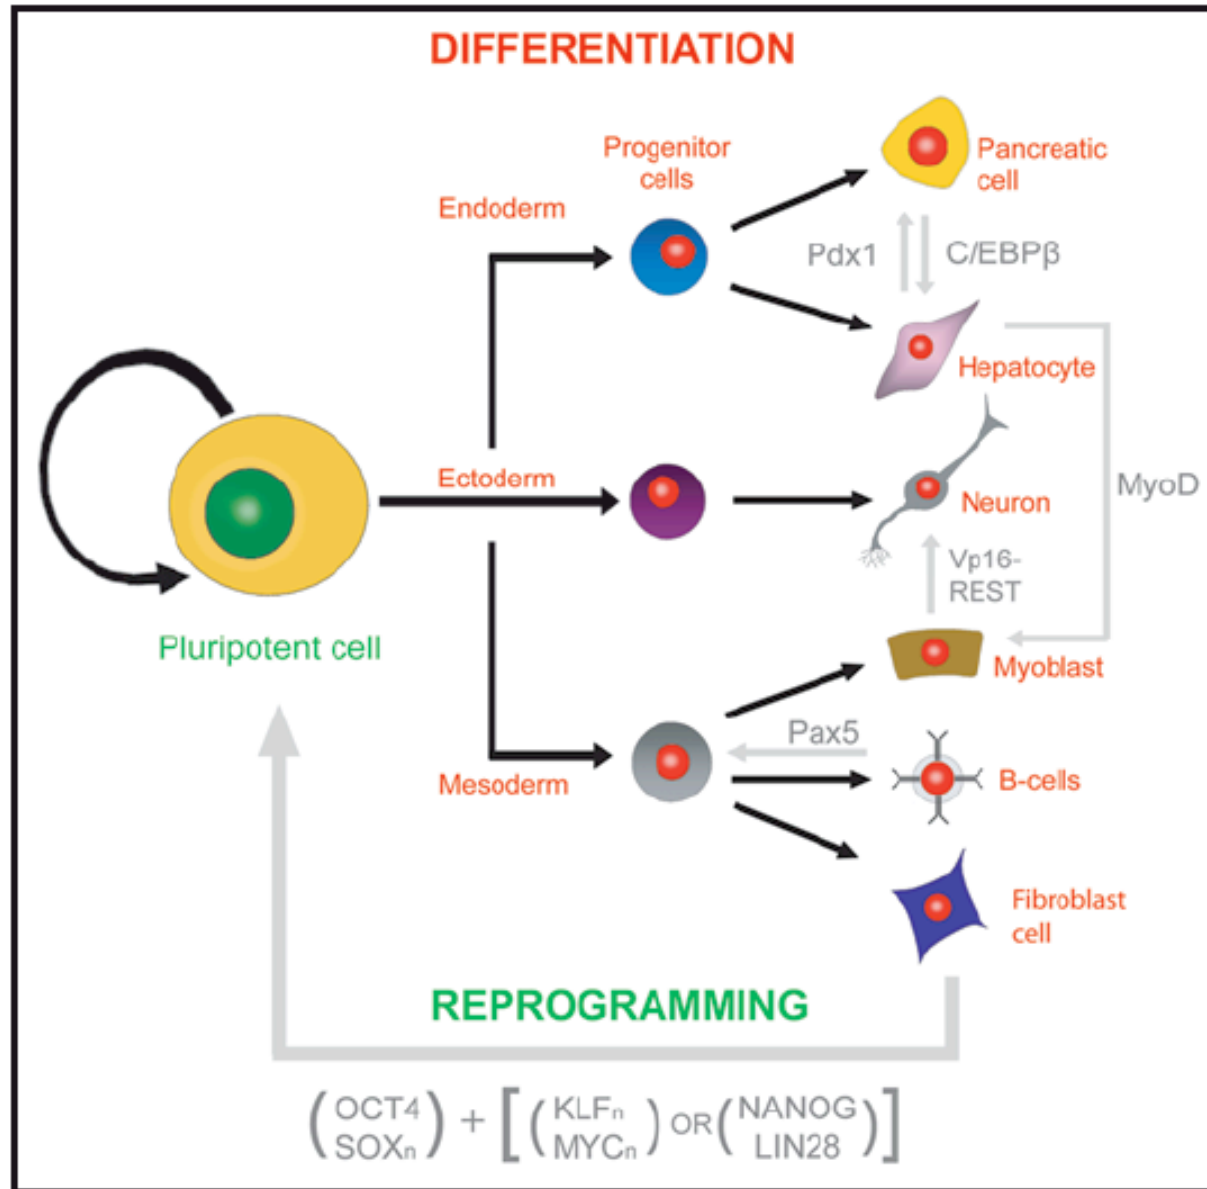 DIFFERENTIATION
Progenitor
cells
Pancreatic
cell
Endoderm
Pdx1
C/EBPβ
Hepatocyte
Ectoderm
Neuron
MyoD
Vp16-
REST
Pluripotent cell
Myoblast
Pax5
Mesoderm
B-cells
Fibroblast
cell
REPROGRAMMING
(OCT4
SOXn) + [(KLFn
MYCn) OR (NANOG
LIN28)]